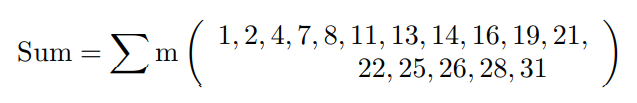 Sum = ∑ m ( 1, 2, 4, 7, 8, 11, 13, 14, 16, 19, 21,
22, 25, 26, 28, 31 )